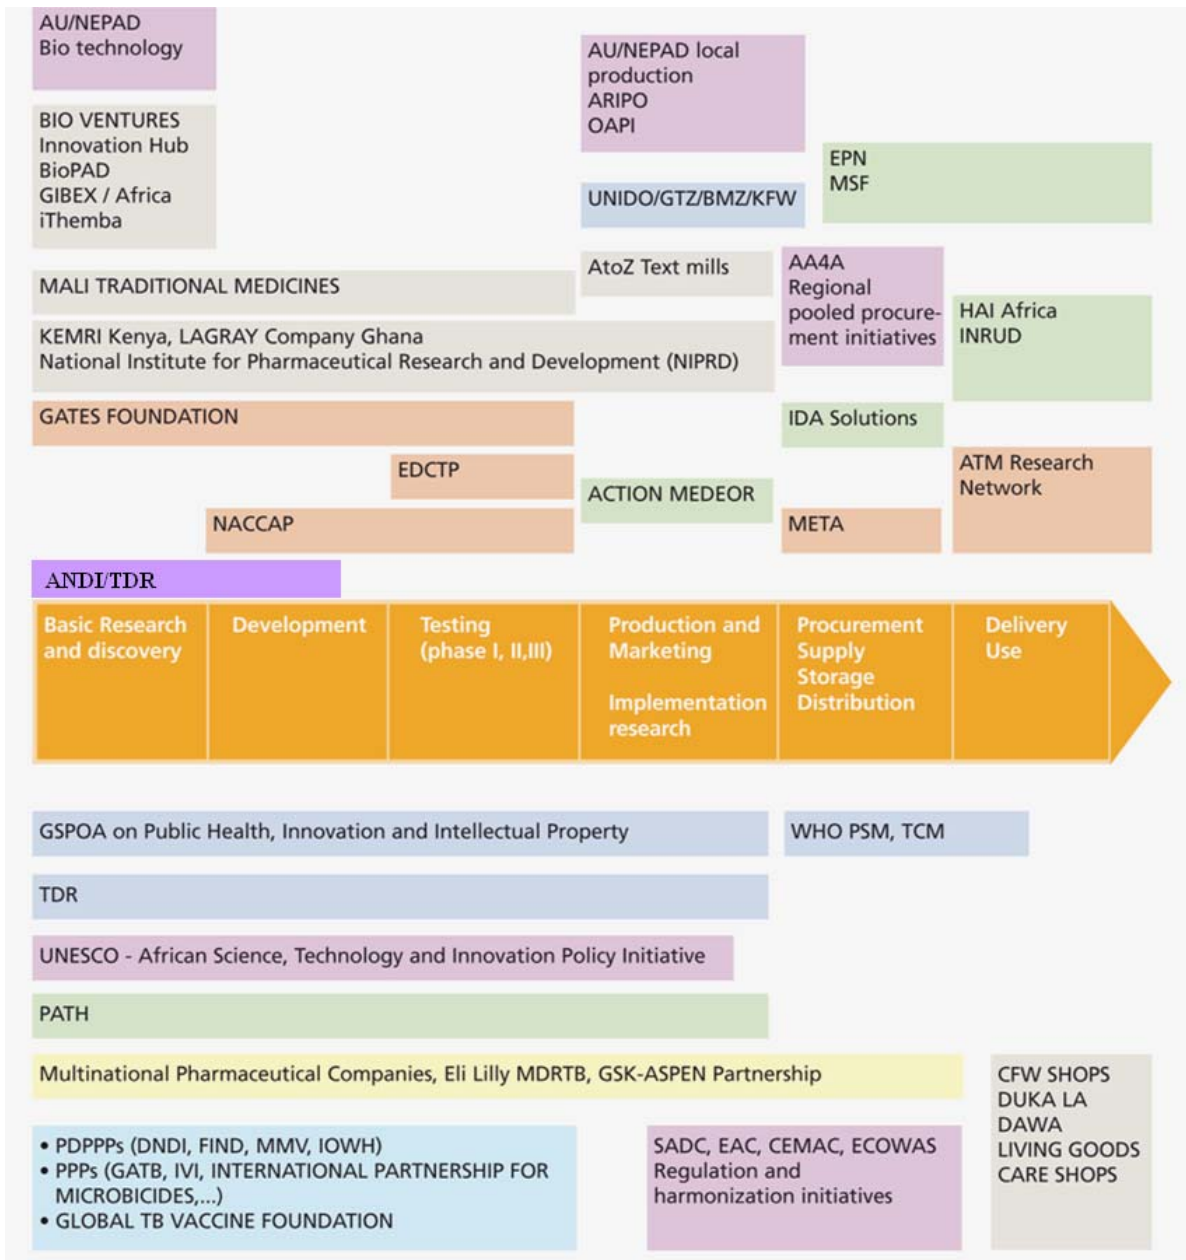 AU/NEPAD
Bio technology
BIO VENTURES
Innovation Hub
BioPAD
GIBEX / Africa
iThemba
AU/NEPAD local
production
ARIPO
OAPI
EPN
MSF
UNIDO/GTZ/BMZ/KFW
MALI TRADITIONAL MEDICINES
AtoZ Text mills
AA4A
Regional
pooled procure-
ment initiatives
HAI Africa
INRUD
KEMRI Kenya, LAGRAY Company Ghana
National Institute for Pharmaceutical Research and Development (NIPRD)
GATES FOUNDATION
IDA Solutions
EDCTP
ACTION MEDEOR
ATM Research
Network
NACCAP
META
ANDI/TDR
Basic Research
and discovery
Development
Testing
(phase I, II,III)
Production and
Marketing
Implementation
research
Procurement
Supply
Storage
Distribution
Delivery
Use
GSPOA on Public Health, Innovation and Intellectual Property
WHO PSM, TCM
TDR
UNESCO - African Science, Technology and Innovation Policy Initiative
PATH
Multinational Pharmaceutical Companies, Eli Lilly MDRTB, GSK-ASPEN Partnership
CFW SHOPS
DUKA LA
DAWA
LIVING GOODS
CARE SHOPS
• PDPPPs (DNDI, FIND, MMV, IOWH)
• PPPs (GATB, IVI, INTERNATIONAL PARTNERSHIP FOR
MICROBICIDES,...)
• GLOBAL TB VACCINE FOUNDATION
SADC, EAC, CEMAC, ECOWAS
Regulation and
harmonization initiatives